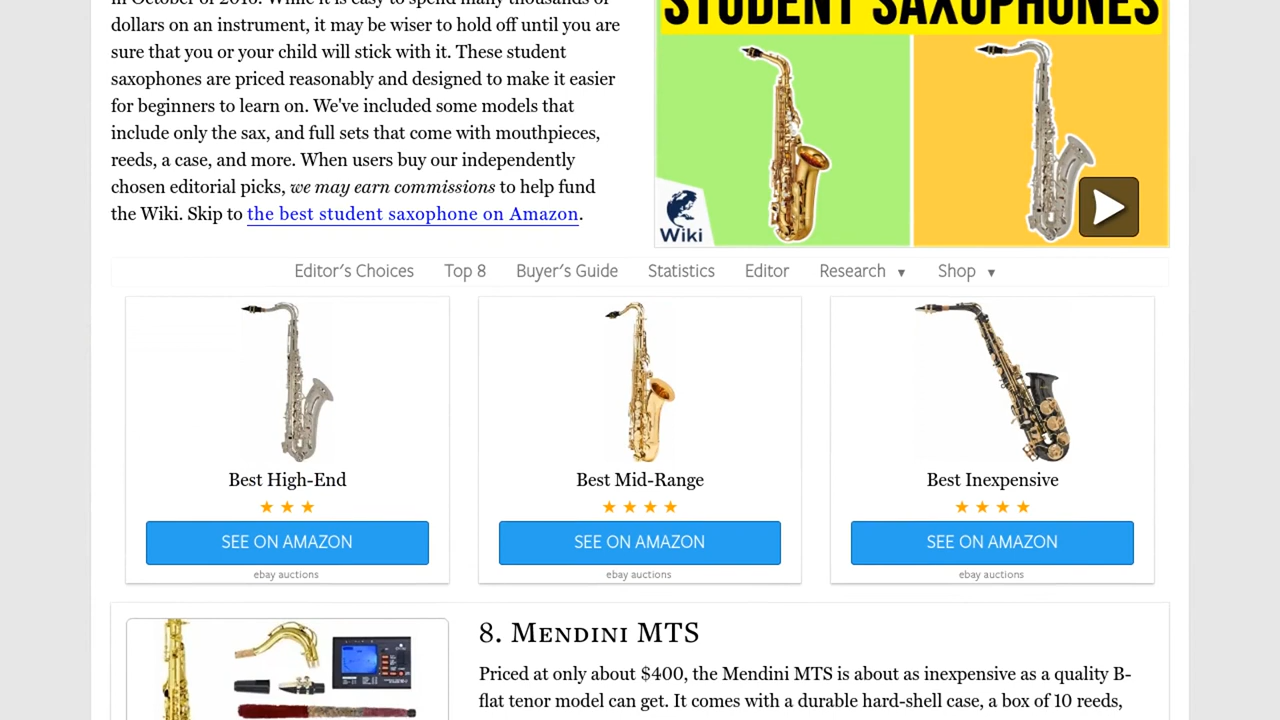 in October of 2016. While it is easy to spend many thousands of
dollars on an instrument, it may be wiser to hold off until you are
sure that you or your child will stick with it. These student
saxophones are priced reasonably and designed to make it easier
for beginners to learn on. We've included some models that
include only the sax, and full sets that come with mouthpieces,
reeds, a case, and more. When users buy our independently
chosen editorial picks, we may earn commissions to help fund
the Wiki. Skip to the best student saxophone on Amazon.
STUDENT SAXOPHONES
Wiki
Editor's Choices Top 8 Buyer's Guide Statistics Editor Research ▼ Shop ▼
Best High-End
★ ★ ★
SEE ON AMAZON
ebay auctions
Best Mid-Range
★ ★ ★ ★
SEE ON AMAZON
ebay auctions
Best Inexpensive
★ ★ ★ ★
SEE ON AMAZON
ebay auctions
8. Mendini MTS
Priced at only about $400, the Mendini MTS is about as inexpensive as a quality B-
flat tenor model can get. It comes with a durable hard-shell case, a box of 10 reeds,